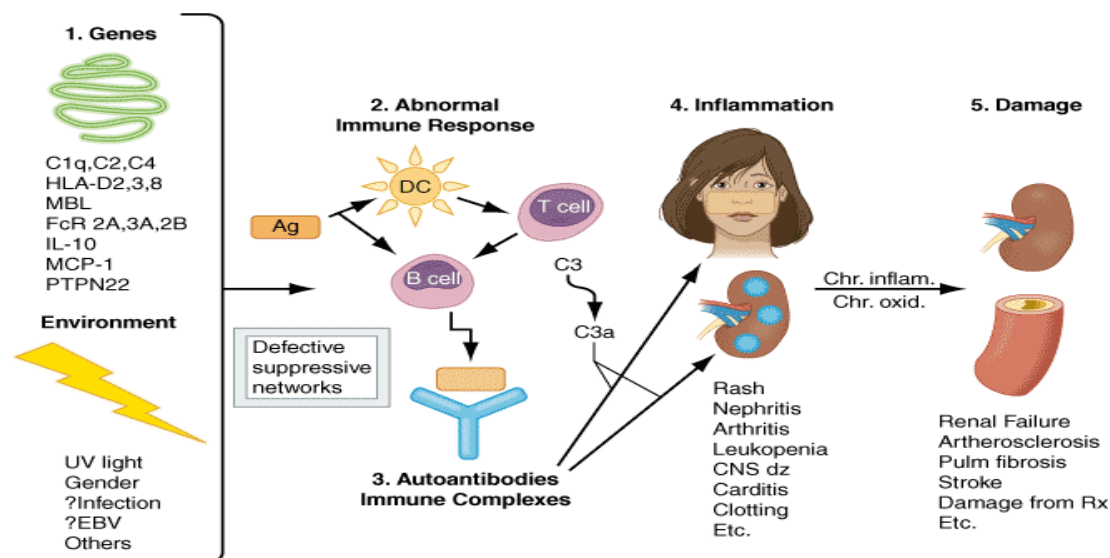 1. Genes
C1q,C2,C4
HLA-D2,3,8
MBL
FcR 2A,3A,2B
IL-10
MCP-1
PTPN22
Environment
UV light
Gender
?Infection
?EBV
Others
2. Abnormal
Immune Response
DC
Ag
T cell
B cell
C3
C3a
Defective
suppressive
networks
3. Autoantibodies
Immune Complexes
4. Inflammation
Rash
Nephritis
Arthritis
Leukopenia
CNS dz
Carditis
Clotting
Etc.
Chr. inflam.
Chr. oxid.
5. Damage
Renal Failure
Artherosclerosis
Pulm fibrosis
Stroke
Damage from Rx
Etc.